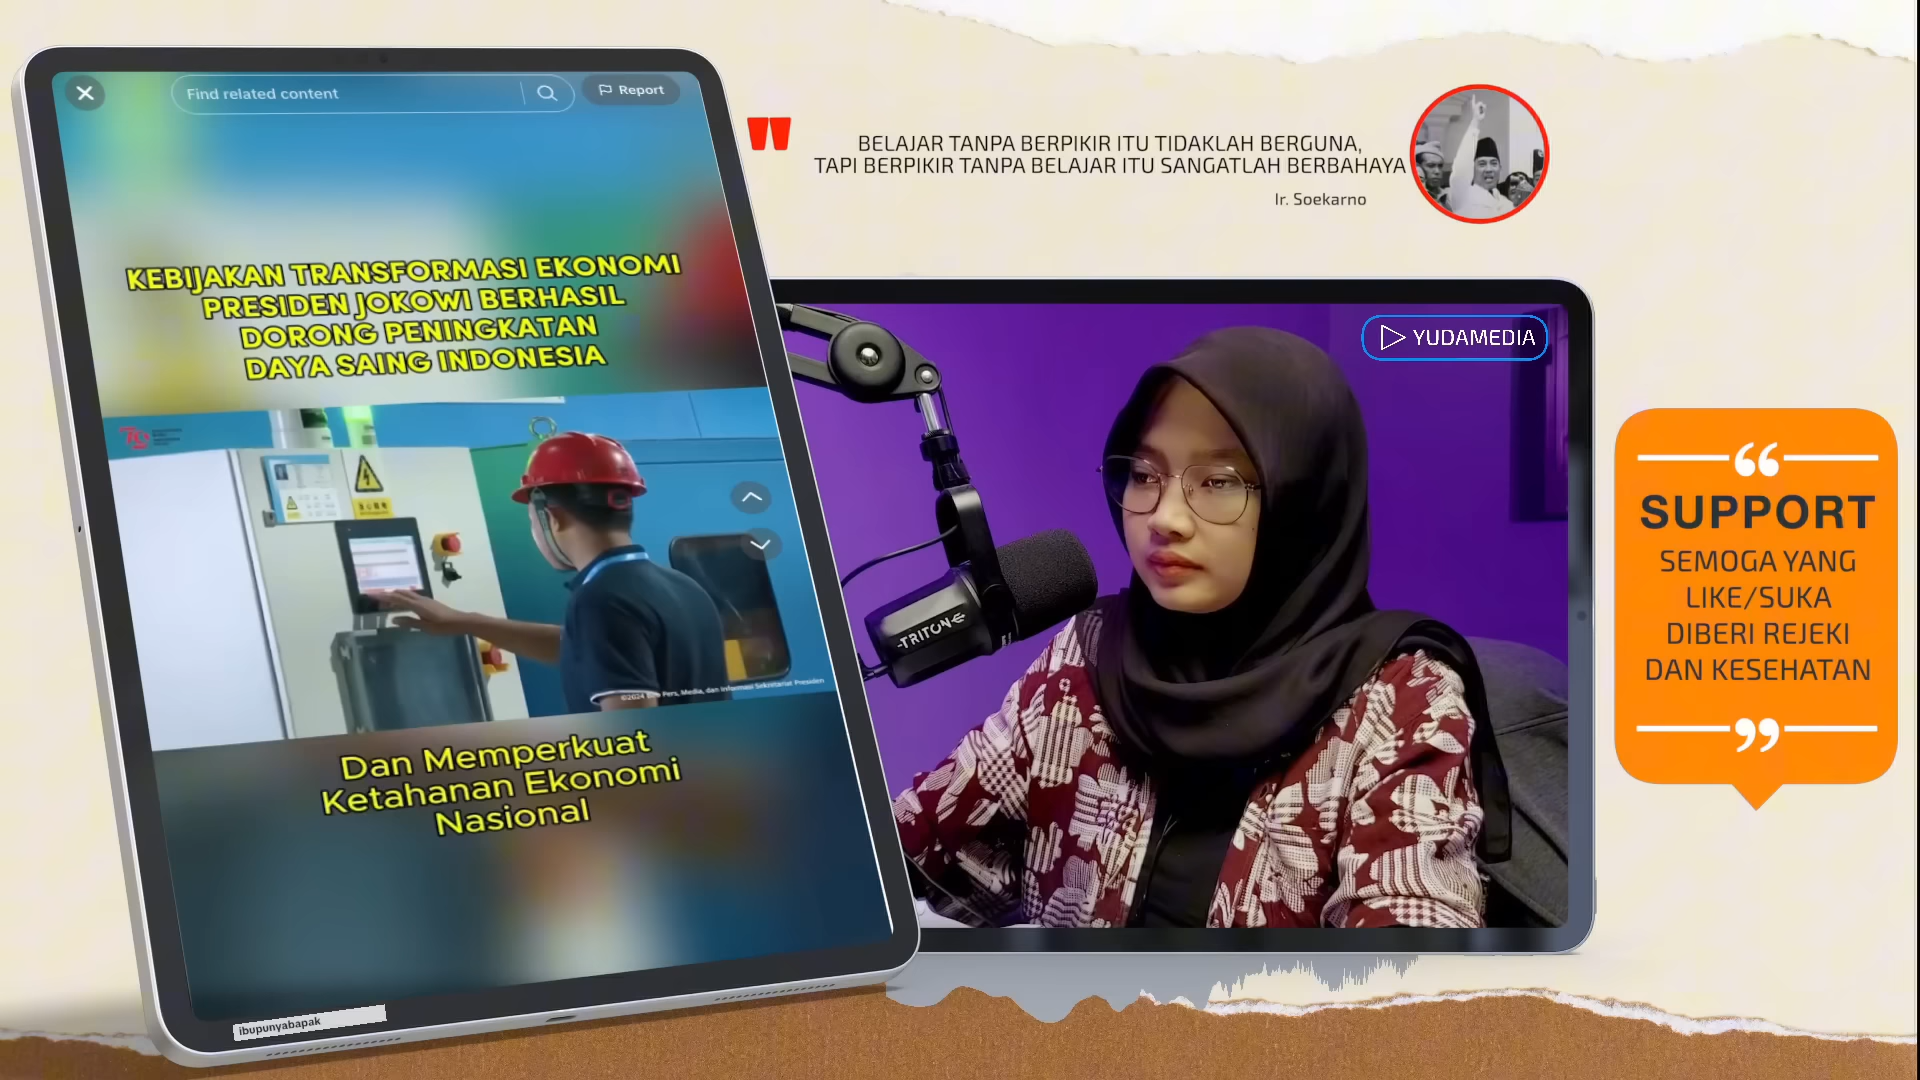 Find related content
Report
KEBIJAKAN TRANSFORMASI EKONOMI
PRESIDEN JOKOWI BERHASIL
DORONG PENINGKATAN
DAYA SAING INDONESIA
Dan Memperkuat
Ketahanan Ekonomi
Nasional
ibupunyabapak
BELAJAR TANPA BERPIKIR ITU TIDAKLAH BERGUNA,
TAPI BERPIKIR TANPA BELAJAR ITU SANGATLAH BERBAHAYA
Ir. Soekarno
YUDAMEDIA
TRITONE
SUPPORT
SEMOGA YANG
LIKE/SUKA
DIBERI REJEKI
DAN KESEHATAN